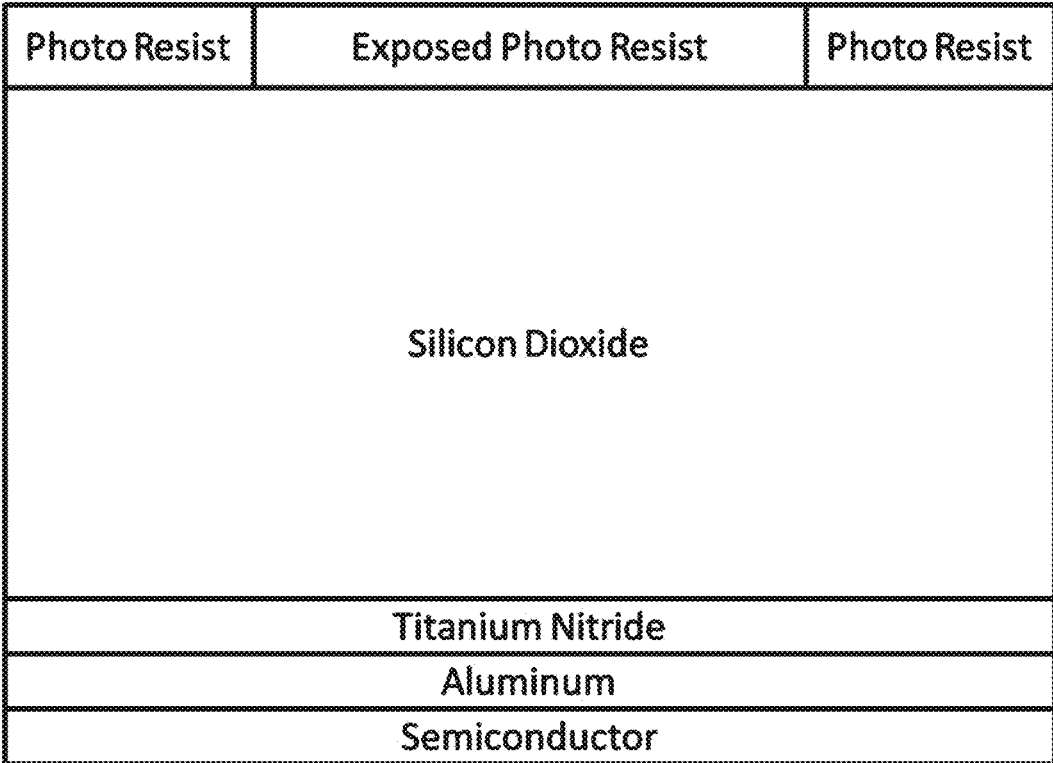 Photo Resist Exposed Photo Resist Photo Resist
Silicon Dioxide
Titanium Nitride
Aluminum
Semiconductor